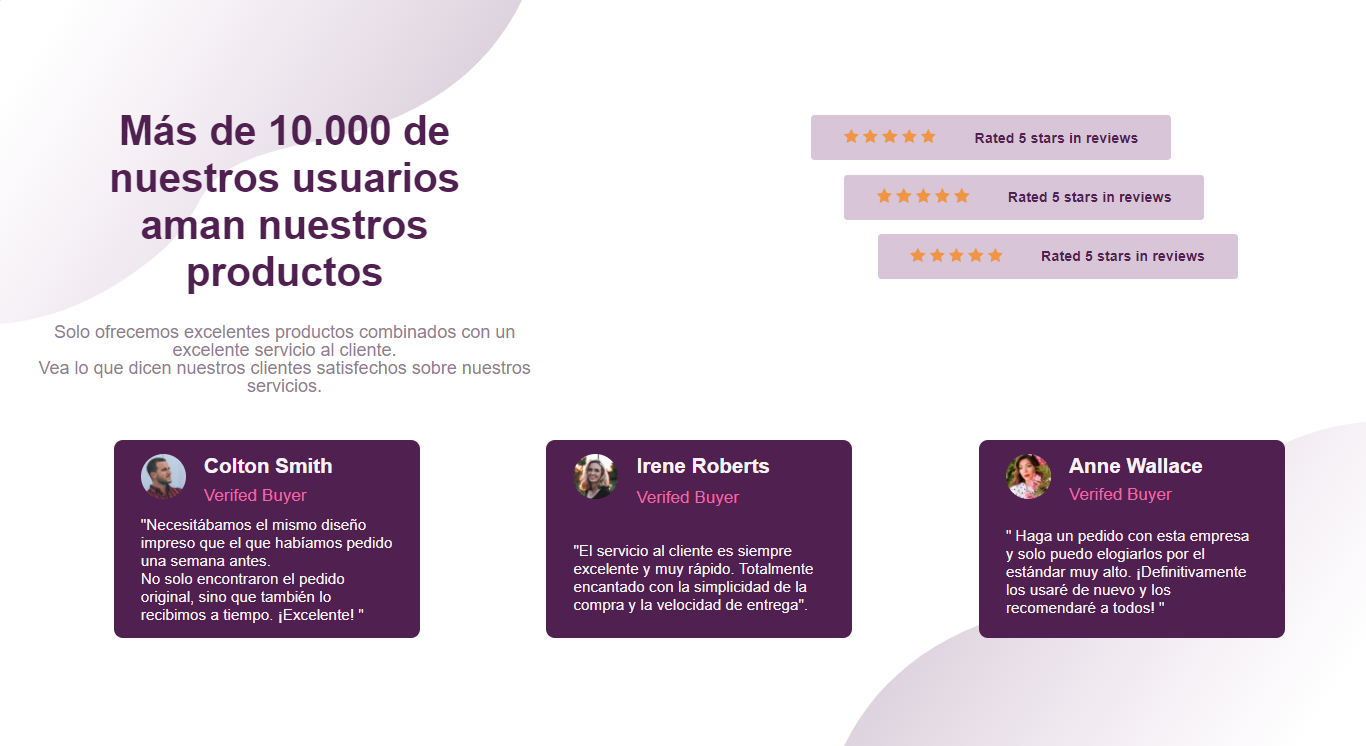 Más de 10.000 de
nuestros usuarios
aman nuestros
productos
Solo ofrecemos excelentes productos combinados con un
excelente servicio al cliente.
Vea lo que dicen nuestros clientes satisfechos sobre nuestros
servicios.
Rated 5 stars in reviews
Rated 5 stars in reviews
Rated 5 stars in reviews
Colton Smith
Verifed Buyer
"Necesitábamos el mismo diseño
impreso que el que habíamos pedido
una semana antes.
No solo encontraron el pedido
original, sino que también lo
recibimos a tiempo. ¡Excelente! "
Irene Roberts
Verifed Buyer
"El servicio al cliente es siempre
excelente y muy rápido. Totalmente
encantado con la simplicidad de la
compra y la velocidad de entrega".
Anne Wallace
Verifed Buyer
" Haga un pedido con esta empresa
y solo puedo elogiarlos por el
estándar muy alto. ¡Definitivamente
los usaré de nuevo y los
recomendaré a todos! "